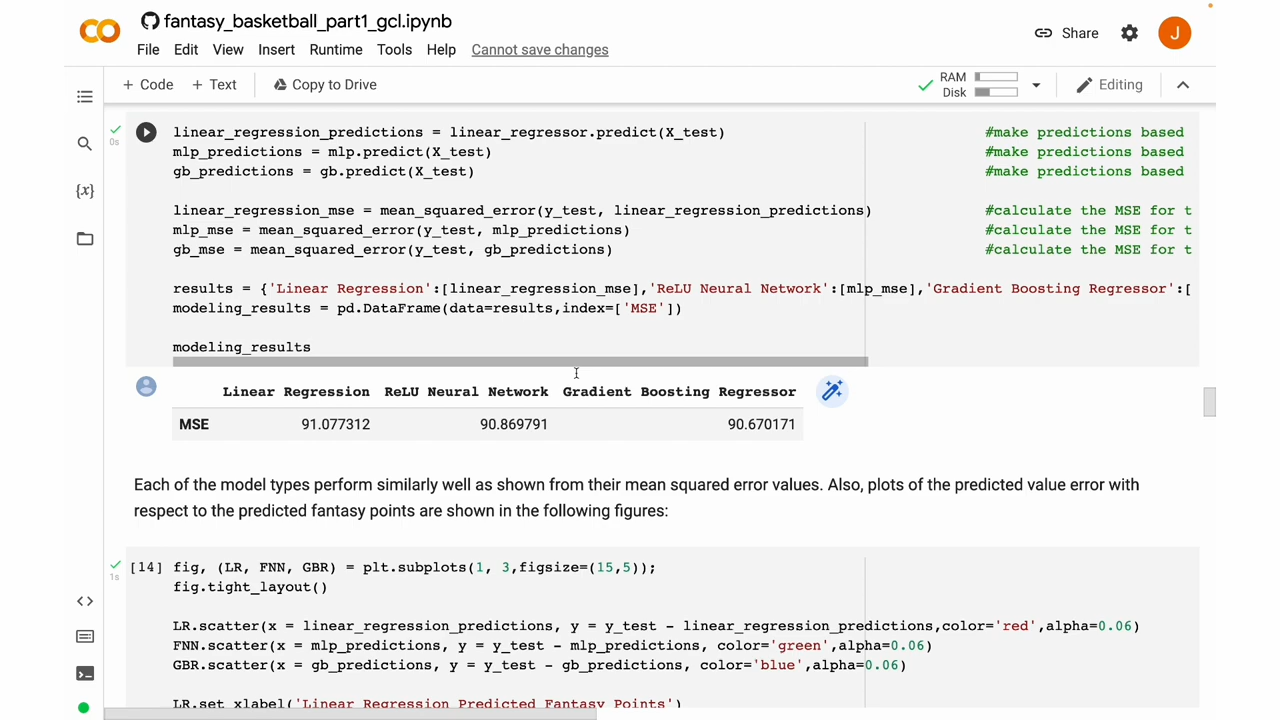 fantasy_basketball_part1_gcl.ipynb
File Edit View Insert Runtime Tools Help Cannot save changes
Share
J
+ Code + Text Copy to Drive
RAM
Disk
Editing
0s
linear_regression_predictions = linear_regressor.predict(X_test) #make predictions based
mlp_predictions = mlp.predict(X_test) #make predictions based
gb_predictions = gb.predict(X_test) #make predictions based
linear_regression_mse = mean_squared_error(y_test, linear_regression_predictions) #calculate the MSE for t
mlp_mse = mean_squared_error(y_test, mlp_predictions) #calculate the MSE for t
gb_mse = mean_squared_error(y_test, gb_predictions) #calculate the MSE for t
results = {'Linear Regression':[linear_regression_mse],'ReLU Neural Network':[mlp_mse],'Gradient Boosting Regressor':[
modeling_results = pd.DataFrame(data=results,index=['MSE'])
modeling_results
Linear Regression ReLU Neural Network Gradient Boosting Regressor
MSE 91.077312 90.869791 90.670171
Each of the model types perform similarly well as shown from their mean squared error values. Also, plots of the predicted value error with
respect to the predicted fantasy points are shown in the following figures:
1s
[14] fig, (LR, FNN, GBR) = plt.subplots(1, 3,figsize=(15,5));
fig.tight_layout()
LR.scatter(x = linear_regression_predictions, y = y_test - linear_regression_predictions,color='red',alpha=0.06)
FNN.scatter(x = mlp_predictions, y = y_test - mlp_predictions, color='green',alpha=0.06)
GBR.scatter(x = gb_predictions, y = y_test - gb_predictions, color='blue',alpha=0.06)
LR.set_xlabel('Linear Regression Predicted Fantasy Points')